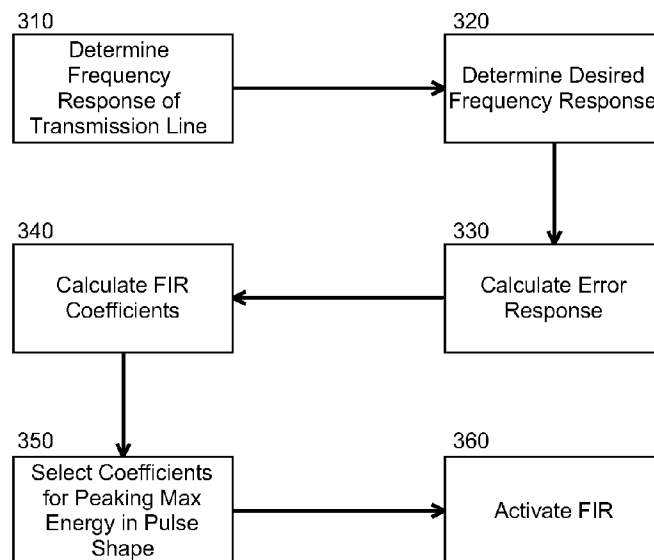 310
Determine
Frequency
Response of
Transmission Line
320
Determine Desired
Frequency Response
330
Calculate Error
Response
340
Calculate FIR
Coefficients
350
Select Coefficients
for Peaking Max
Energy in Pulse
Shape
360
Activate FIR